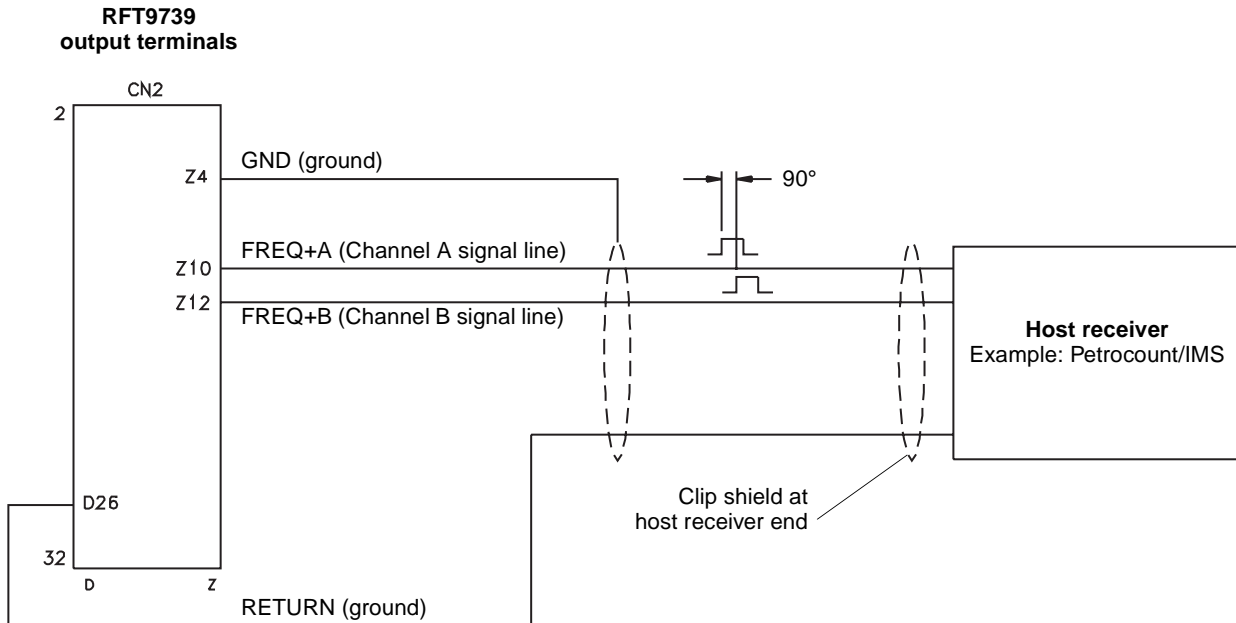 RFT9739
output terminals
CN2
2
GND (ground)
Z4
90°
FREQ+A (Channel A signal line)
Z10
Z12
FREQ+B (Channel B signal line)
Host receiver
Example: Petrocount/IMS
Clip shield at
host receiver end
D26
32
D
Z
RETURN (ground)